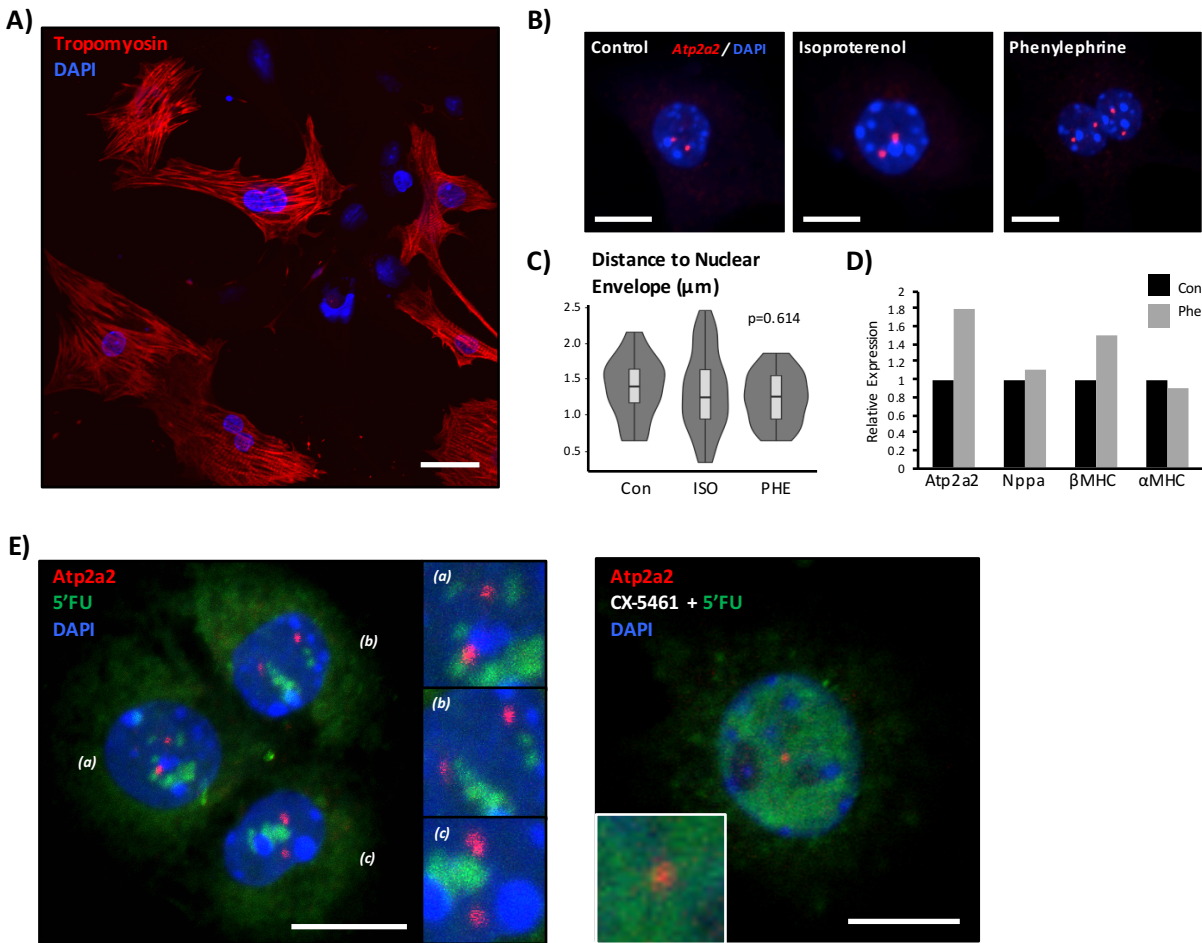 A)
Tropomyosin
DAPI
B)
Control
Atp2a2 / DAPI
Isoproterenol
Phenylephrine
C)
Distance to Nuclear
Envelope (µm)
2.5
2.0
1.5
1.0
0.5
p=0.614
Con
ISO
PHE
D)
Relative Expression
2
1.8
1.6
1.4
1.2
1
0.8
0.6
0.4
0.2
0
Con
Phe
Atp2a2
Nppa
βMHC
αMHC
E)
Atp2a2
5'FU
DAPI
(a)
(b)
(c)
(a)
(b)
(c)
Atp2a2
CX-5461 + 5'FU
DAPI